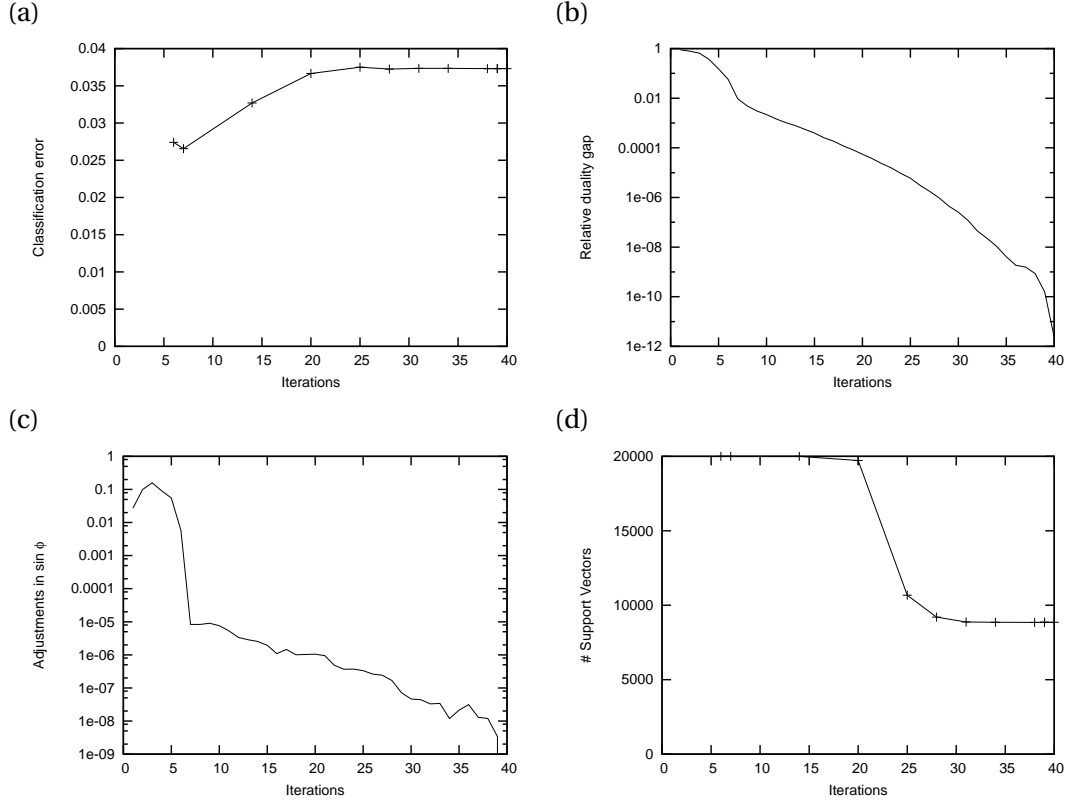 (a)
Classification error
0.04
0.035
0.03
0.025
0.02
0.015
0.01
0.005
0
0 5 10 15 20 25 30 35 40
Iterations
(b)
Relative duality gap
1
0.01
0.0001
1e-06
1e-08
1e-10
1e-12
0 5 10 15 20 25 30 35 40
Iterations
(c)
Adjustments in sin ϕ
1
0.1
0.01
0.001
0.0001
1e-05
1e-06
1e-07
1e-08
1e-09
0 5 10 15 20 25 30 35 40
Iterations
(d)
# Support Vectors
20000
15000
10000
5000
0
0 5 10 15 20 25 30 35 40
Iterations